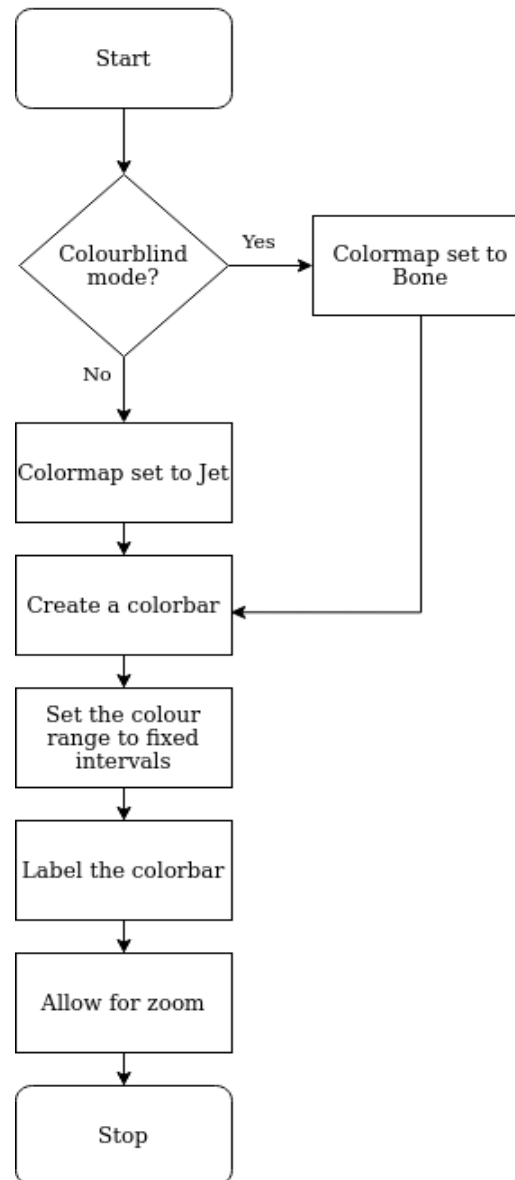 Start
Colourblind
mode?
Yes
Colormap set to
Bone
No
Colormap set to Jet
Create a colorbar
Set the colour
range to fixed
intervals
Label the colorbar
Allow for zoom
Stop